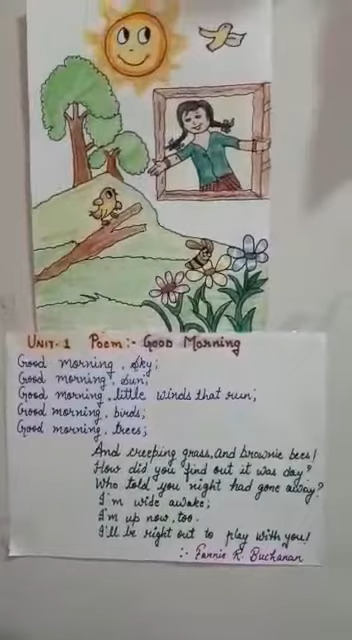 UNIT-1 Poem:- Good Morning
Good morning, sky;
Good morning, sun;
Good morning, little winds that run;
Good morning, birds;
Good morning, trees;
And creeping grass, and brownie bees!
How did you find out it was day?
Who told you night had gone away?
I'm wide awake;
I'm up now, too.
I'll be right out to play with you!
:- Fannie R. Buchanan